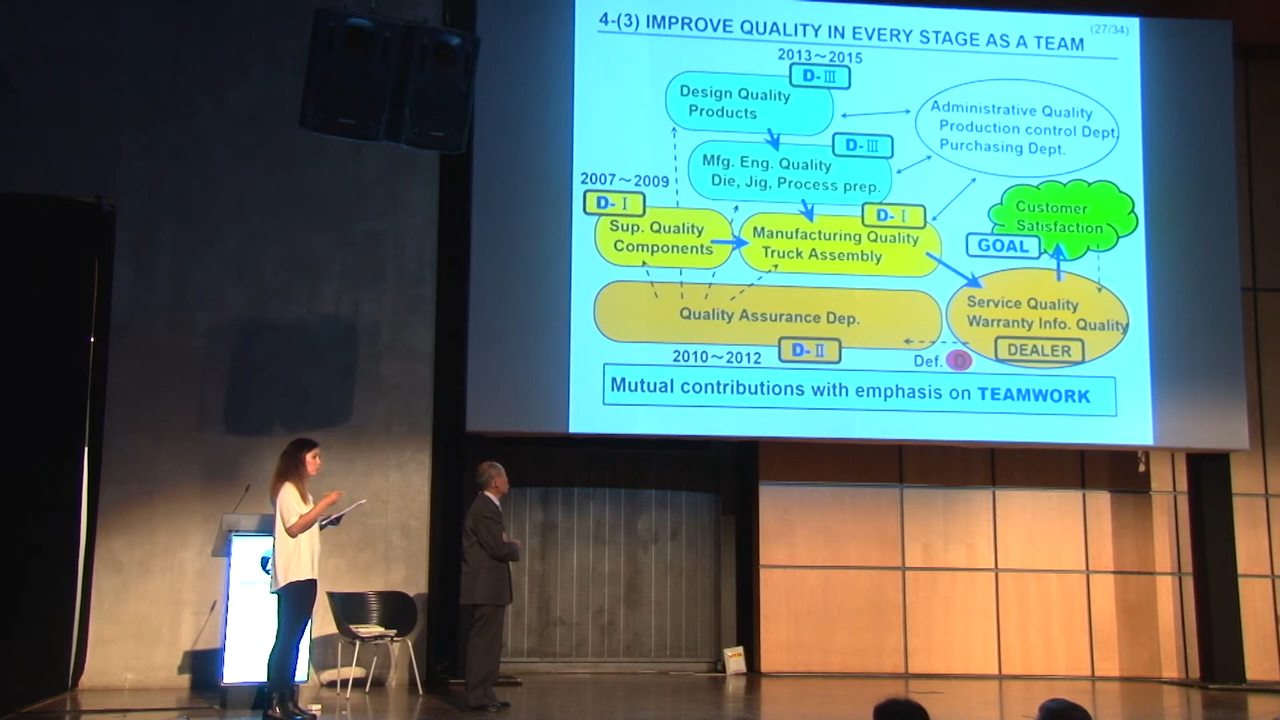 4-(3) IMPROVE QUALITY IN EVERY STAGE AS A TEAM
(27/34)
2013～2015
D-Ⅲ
Design Quality
Products
Administrative Quality
Production control Dept.
Purchasing Dept.
D-Ⅲ
Mfg. Eng. Quality
Die, Jig, Process prep.
2007～2009
D-Ⅰ
Sup. Quality
Components
D-Ⅰ
Manufacturing Quality
Truck Assembly
Customer
Satisfaction
GOAL
Quality Assurance Dep.
D-Ⅱ
2010～2012
Service Quality
Warranty Info. Quality
DEALER
Def. D
Mutual contributions with emphasis on TEAMWORK